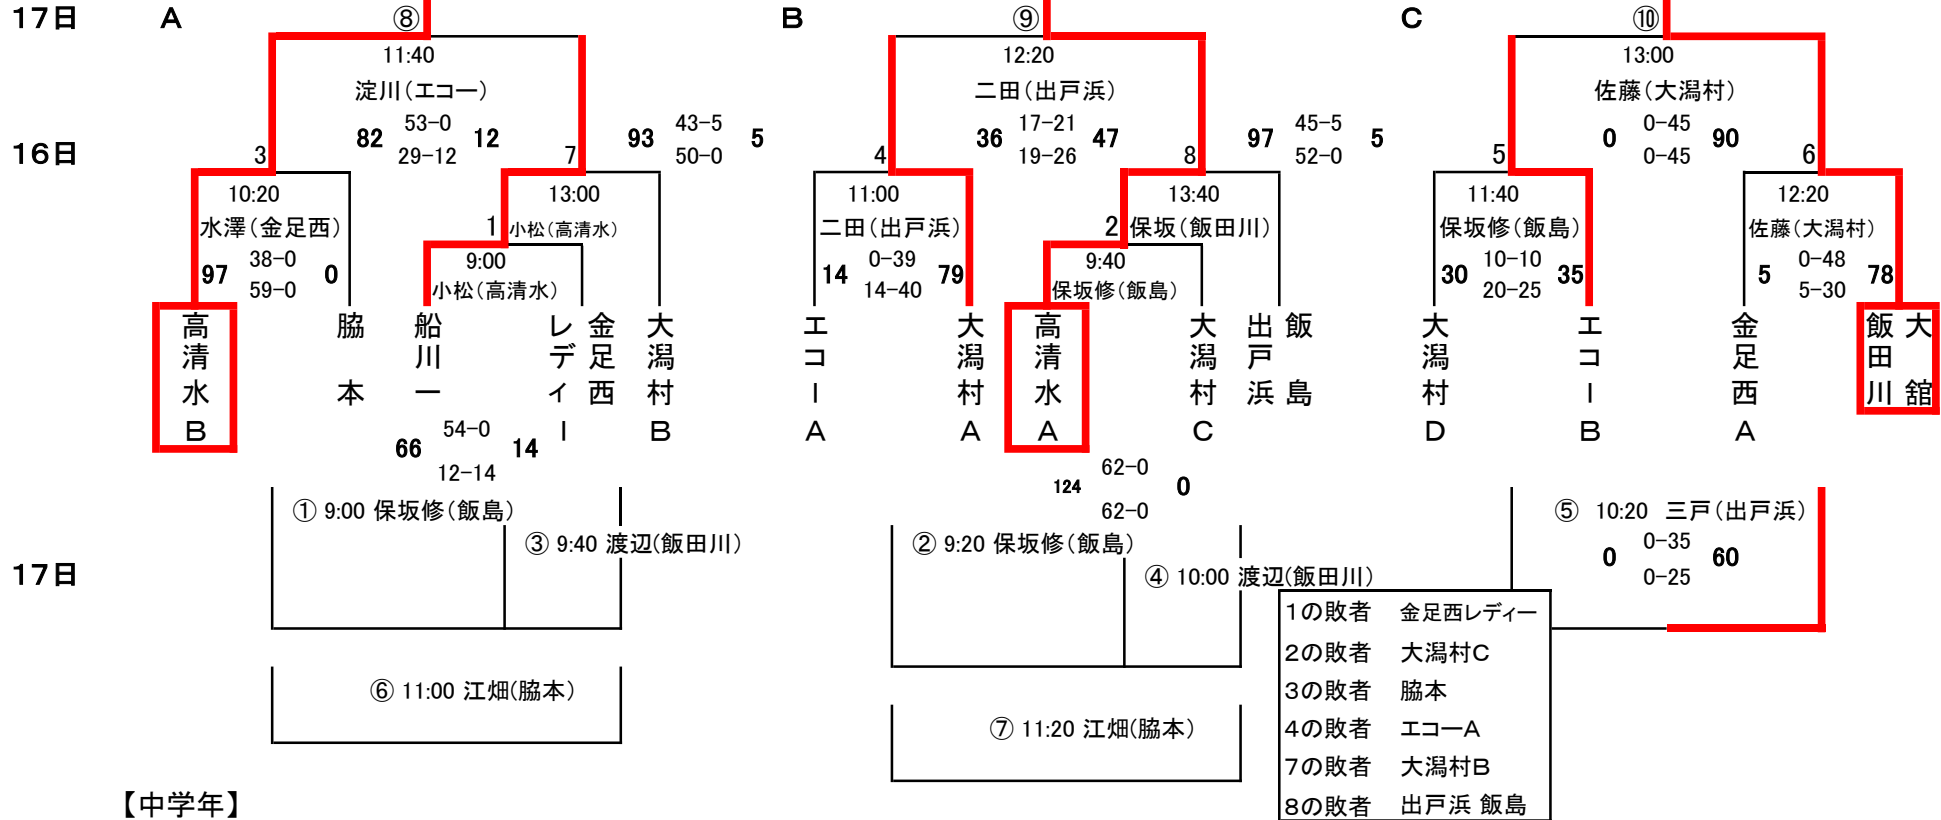 17日 A ⑧ B ⑨ C ⑩
11:40 12:20 13:00
淀川(エコー) 二田(出戸浜) 佐藤(大潟村)
82 53-0 12 93 43-5 5 36 17-21 47 97 45-5 5 0 0-45 90
29-12 50-0 19-26 52-0 0-45
16日 3 7 4 8 5 6
10:20 13:00 11:00 13:40 11:40 12:20
水澤(金足西) 1 小松(高清水) 二田(出戸浜) 2 保坂(飯田川) 保坂修(飯島) 佐藤(大潟村)
97 38-0 0 9:00 14 0-39 79 9:40 30 10-10 35 5 0-48 78
59-0 小松(高清水) 14-40 保坂修(飯島) 20-25 5-30
高清水B
脇本
船川一
金足西
レディー
大潟村B
エコーA
大潟村A
高清水A
大潟村C
飯島
出戸浜
大潟村D
エコーB
金足西A
大舘
飯田川
66 54-0 14
12-14
124 62-0 0
62-0
① 9:00 保坂修(飯島)
③ 9:40 渡辺(飯田川)
② 9:20 保坂修(飯島)
④ 10:00 渡辺(飯田川)
⑤ 10:20 三戸(出戸浜)
0 0-35 60
0-25
17日
⑥ 11:00 江畑(脇本)
⑦ 11:20 江畑(脇本)
1の敗者 金足西レディー
2の敗者 大潟村C
3の敗者 脇本
4の敗者 エコーA
7の敗者 大潟村B
8の敗者 出戸浜 飯島
【中学年】